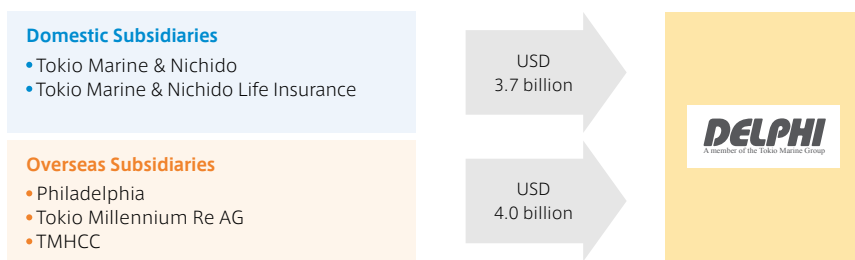 Domestic Subsidiaries
• Tokio Marine & Nichido
• Tokio Marine & Nichido Life Insurance
USD
3.7 billion
Overseas Subsidiaries
• Philadelphia
• Tokio Millennium Re AG
• TMHCC
USD
4.0 billion
DELPHI
A member of the Tokio Marine Group